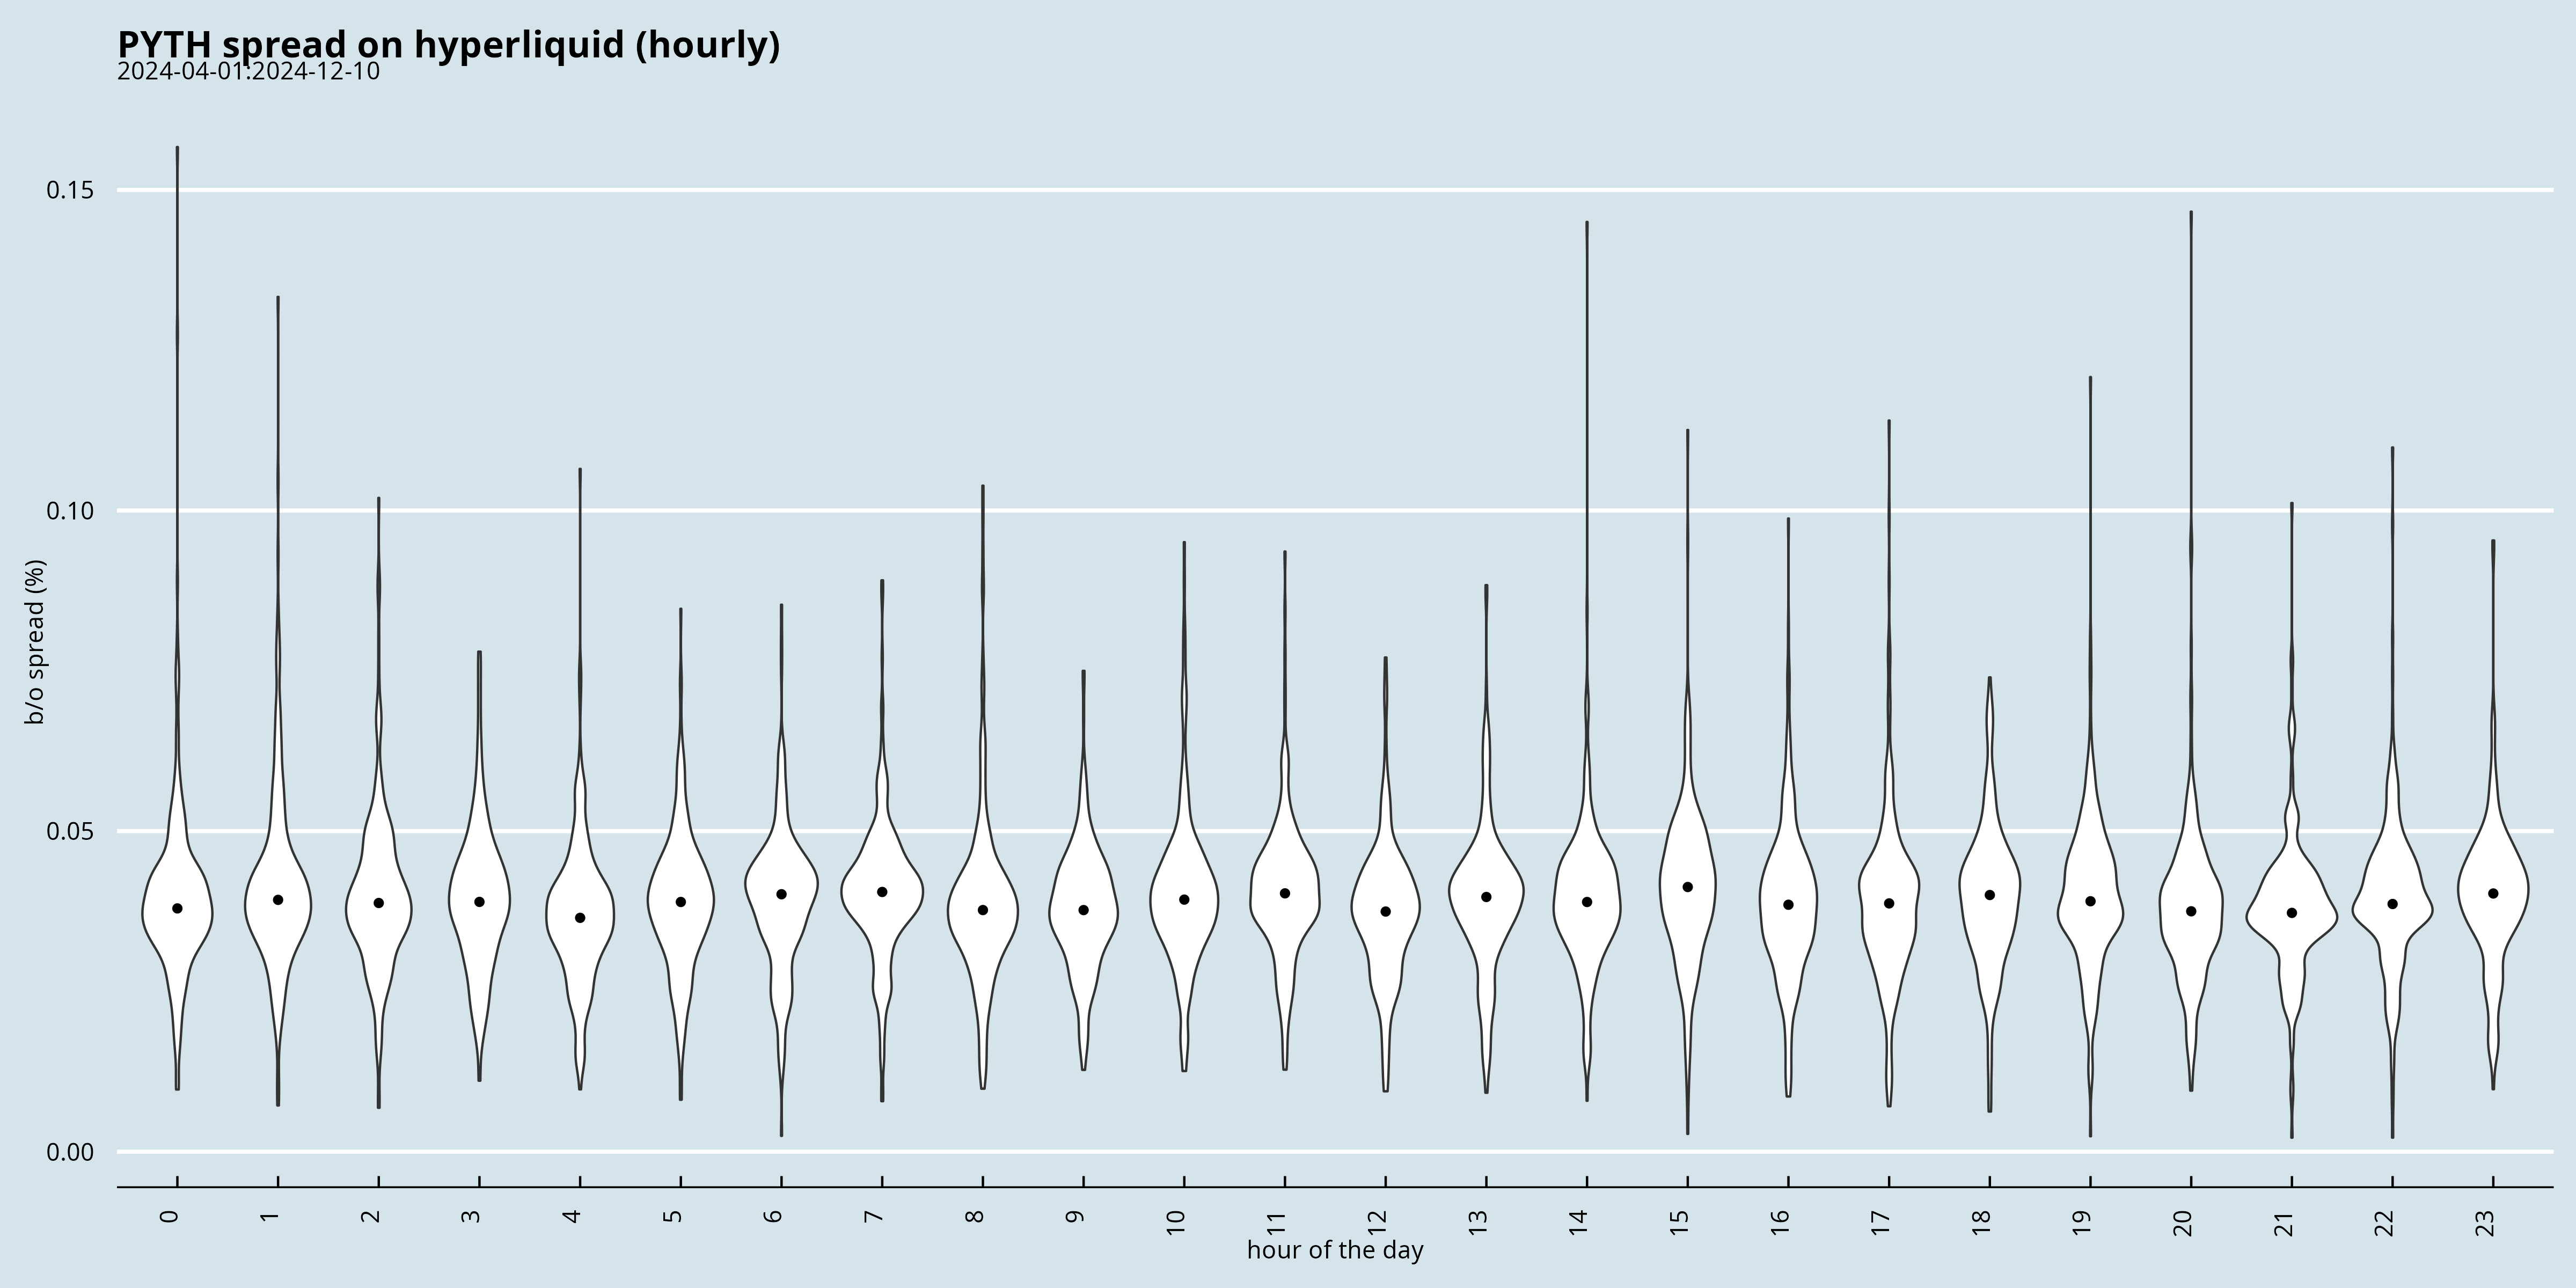 PYTH spread on hyperliquid (hourly)
2024-04-01:2024-12-10
0.15
0.10
0.05
0.00
b/o spread (%)
0 1 2 3 4 5 6 7 8 9 10 11 12 13 14 15 16 17 18 19 20 21 22 23
hour of the day